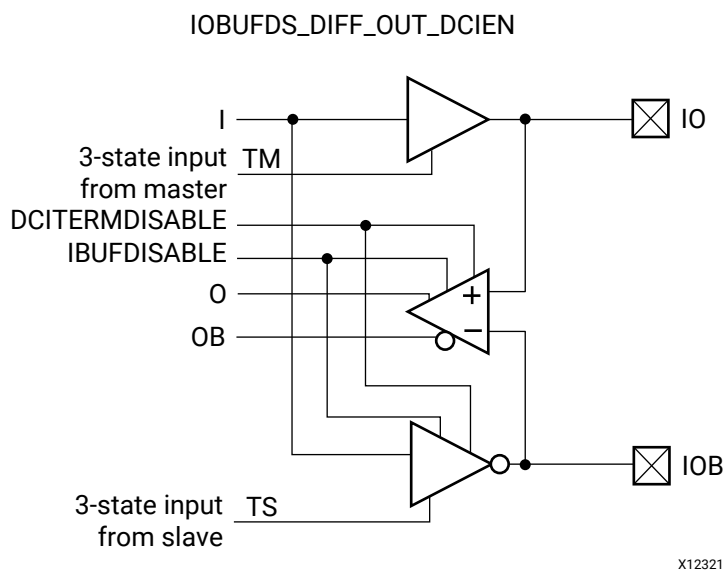 IOBUFDS_DIFF_OUT_DCIEN
I
IO
3-state input TM
from master
DCITERMDISABLE
IBUFDISABLE
O
+
OB
−
IOB
3-state input TS
from slave
X12321